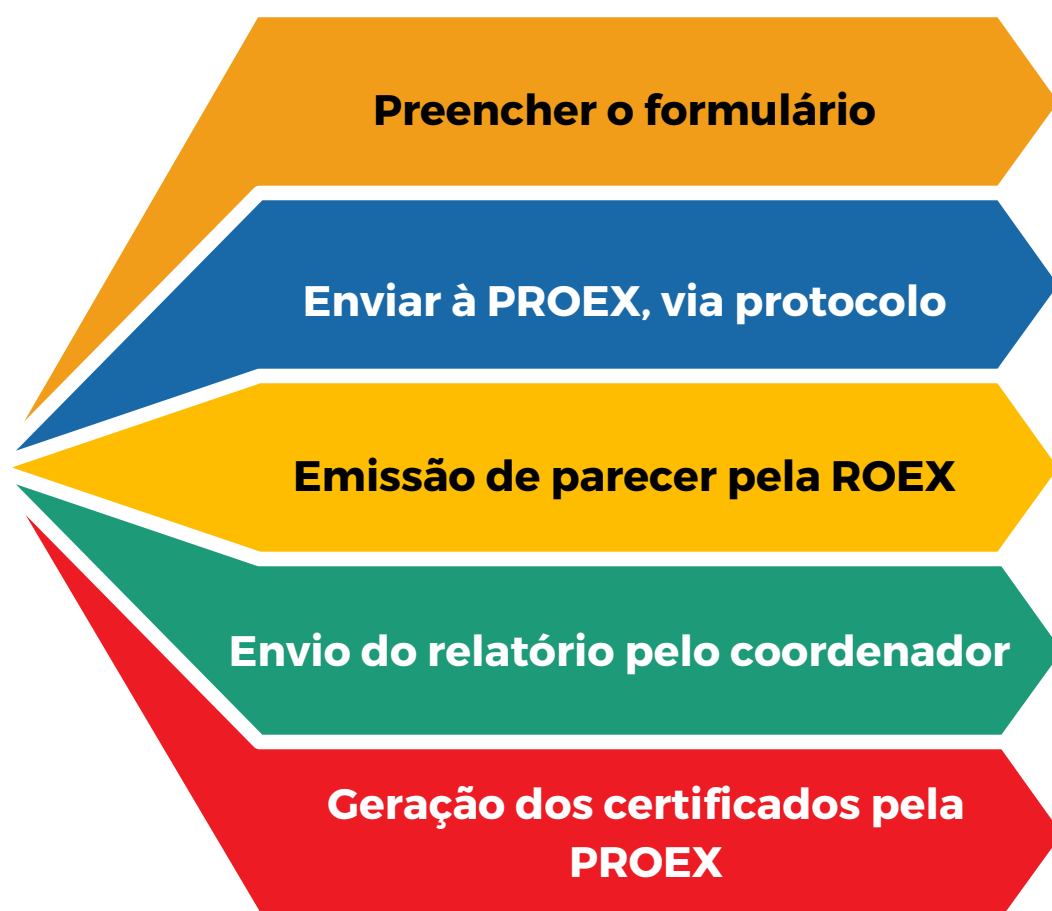 Preencher o formulário
Enviar à PROEX, via protocolo
Emissão de parecer pela ROEX
Envio do relatório pelo coordenador
Geração dos certificados pela
PROEX